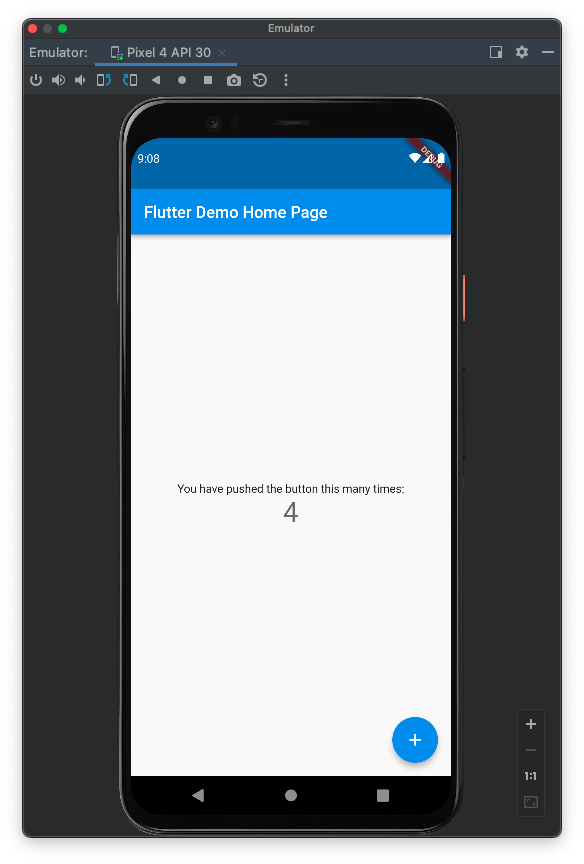 Emulator
Emulator:
Pixel 4 API 30
9:08
DEBUG
Flutter Demo Home Page
You have pushed the button this many times:
4
1:1